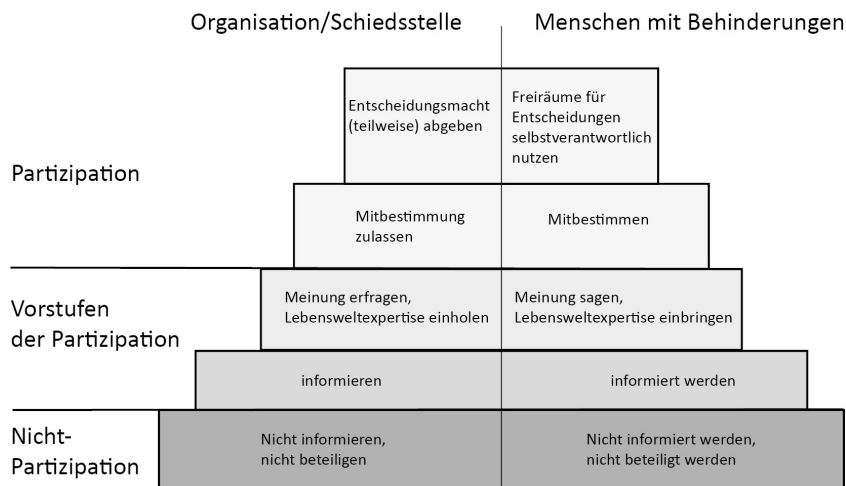 Organisation/Schiedsstelle
Menschen mit Behinderungen
Partizipation
Entscheidungsmacht
(teilweise) abgeben
Freiräume für
Entscheidungen
selbstverantwortlich
nutzen
Mitbestimmung
zulassen
Mitbestimmen
Vorstufen
der Partizipation
Meinung erfragen,
Lebensweltexpertise einholen
Meinung sagen,
Lebensweltexpertise einbringen
informieren
informiert werden
Nicht-
Partizipation
Nicht informieren,
nicht beteiligen
Nicht informiert werden,
nicht beteiligt werden